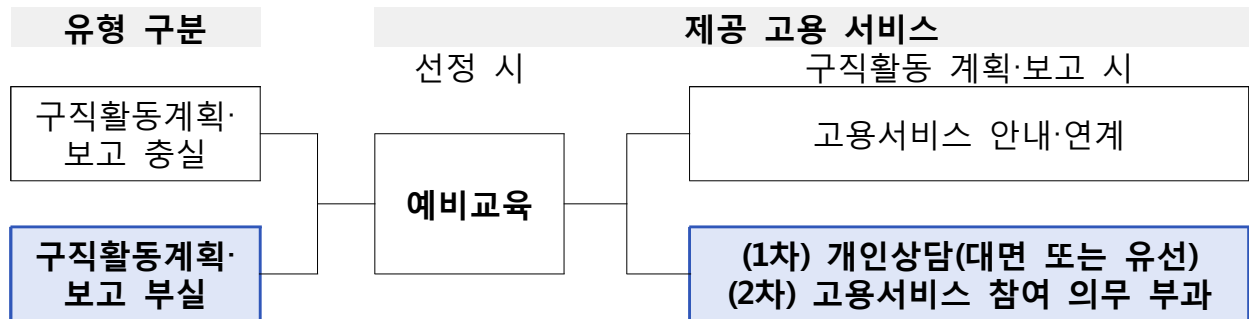 유형 구분
제공 고용 서비스
선정 시
구직활동 계획·보고 시
구직활동계획·
보고 충실
예비교육
고용서비스 안내·연계
구직활동계획·
보고 부실
(1차) 개인상담(대면 또는 유선)
(2차) 고용서비스 참여 의무 부과